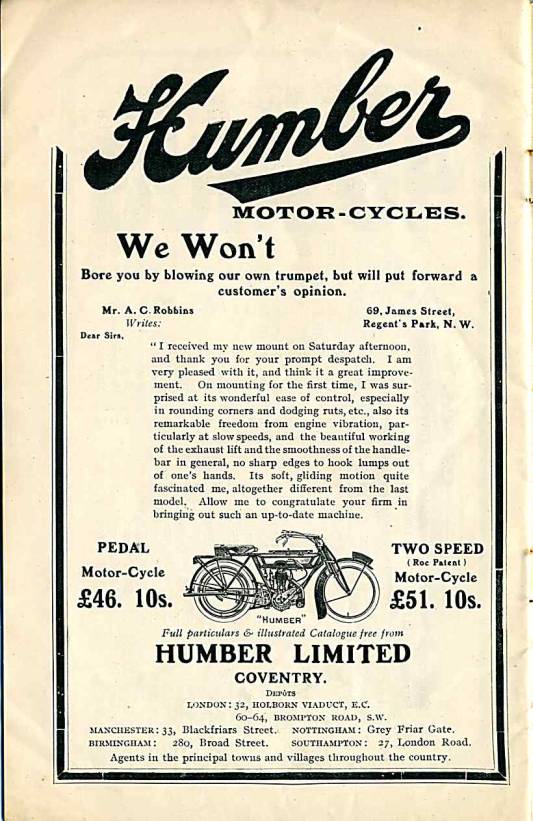 Humber
MOTOR-CYCLES.
We Won't
Bore you by blowing our own trumpet, but will put forward a
customer's opinion.
Mr. A. C. Robbins
Writes:
69, James Street,
Regent's Park, N. W.
Dear Sirs,
"I received my new mount on Saturday afternoon,
and thank you for your prompt despatch. I am
very pleased with it, and think it a great improve-
ment. On mounting for the first time, I was sur-
prised at its wonderful ease of control, especially
in rounding corners and dodging ruts, etc., also its
remarkable freedom from engine vibration, par-
ticularly at slow speeds, and the beautiful working
of the exhaust lift and the smoothness of the handle-
bar in general, no sharp edges to hook lumps out
of one's hands. Its soft, gliding motion quite
fascinated me, altogether different from the last
model. Allow me to congratulate your firm in
bringing out such an up-to-date machine.
PEDAL
Motor-Cycle
£46. 10s.
TWO SPEED
(Roc Patent)
Motor-Cycle
£51. 10s.
"HUMBER"
Full particulars & illustrated Catalogue free from
HUMBER LIMITED
COVENTRY.
DEPÔTS
LONDON: 32, HOLBORN VIADUCT, E.C.
60-64, BROMPTON ROAD, S.W.
MANCHESTER: 33, Blackfriars Street. NOTTINGHAM: Grey Friar Gate.
BIRMINGHAM: 280, Broad Street. SOUTHAMPTON: 27, London Road.
Agents in the principal towns and villages throughout the country.